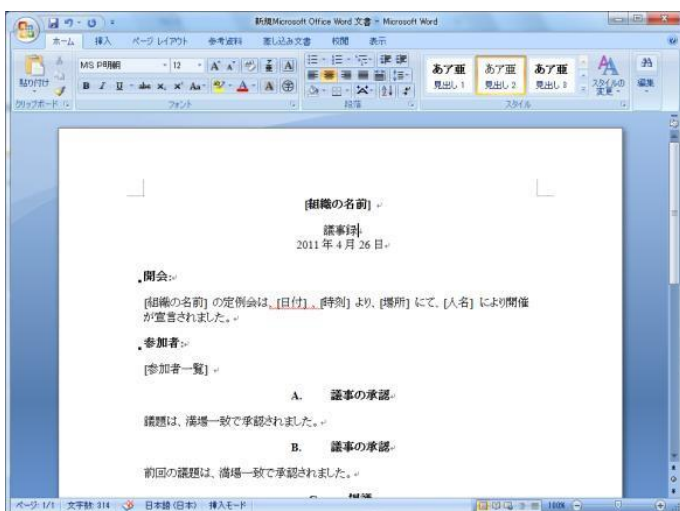 新規Microsoft Office Word 文書 - Microsoft Word
ホーム 挿入 ページ レイアウト 参考資料 差し込み文書 校閲 表示
MS P明朝 12
あア亜 あア亜 あア亜
貼り付け
B I U abc x₂ x² Aa
見出し 1 見出し 2 見出し 3
スタイルの変更
編集
クリップボード フォント 段落 スタイル
[組織の名前]
議事録
2011 年 4 月 26 日
開会:
[組織の名前] の定例会は、[日付] 、[時刻] より、[場所] にて、[人名] により開催
が宣言されました。
参加者:
[参加者一覧]
A. 議事の承認
議題は、満場一致で承認されました。
B. 議事の承認
前回の議題は、満場一致で承認されました。
ページ: 1/1 文字数: 314 日本語 (日本) 挿入モード 100%